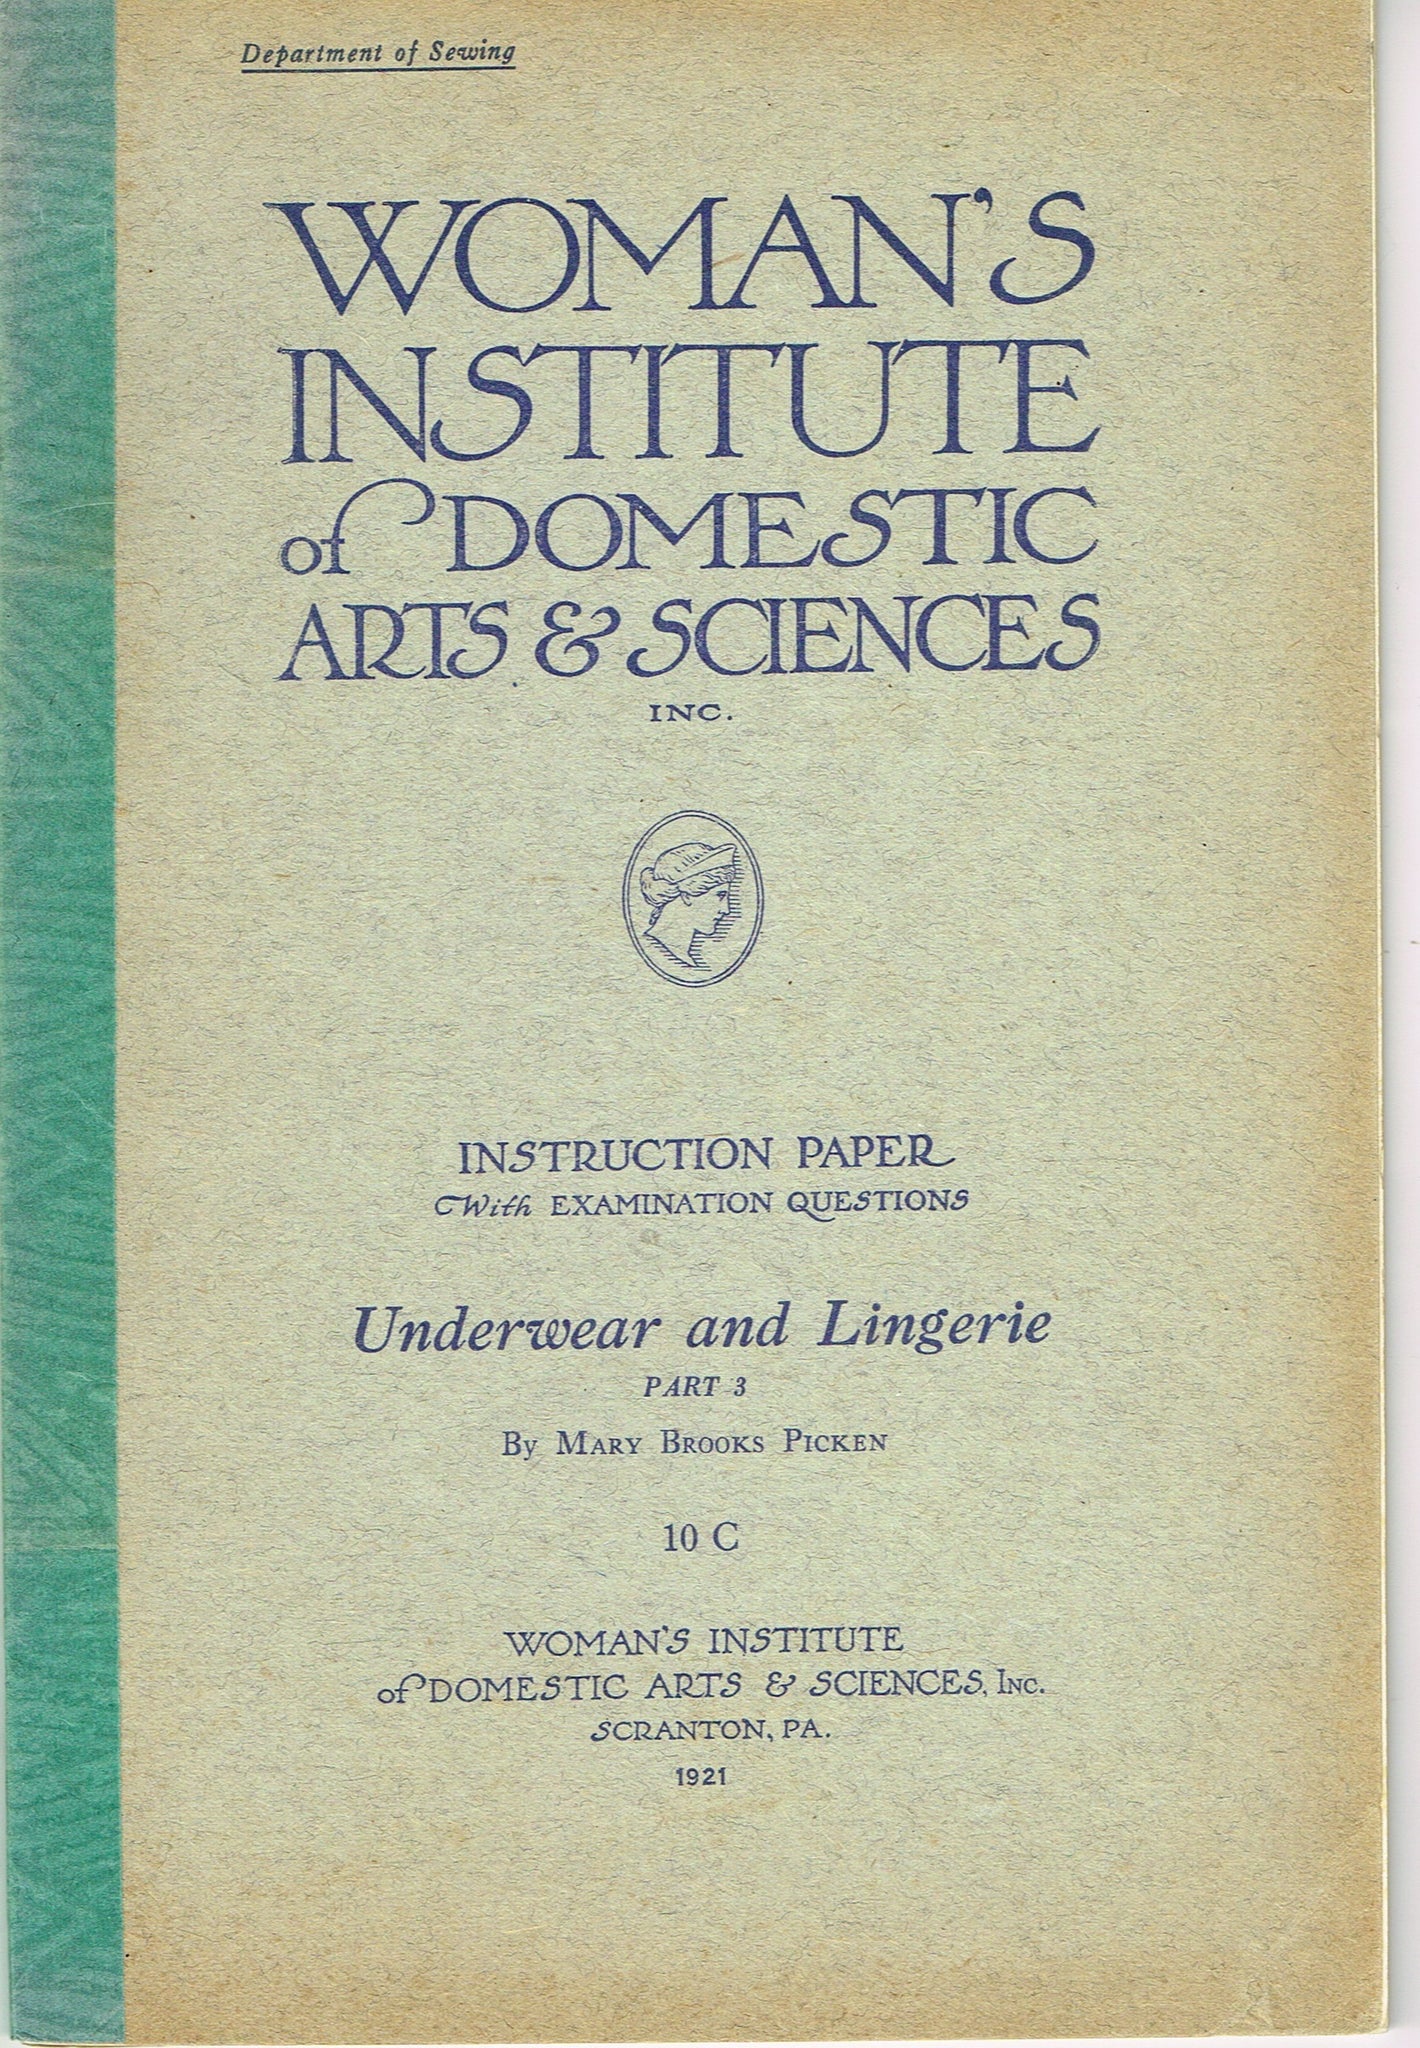 Department of Sewing
WOMAN'S
INSTITUTE
of DOMESTIC
ARTS & SCIENCES
INC.
INSTRUCTION PAPER
With EXAMINATION QUESTIONS
Underwear and Lingerie
PART 3
By MARY BROOKS PICKEN
10 C
WOMAN'S INSTITUTE
of DOMESTIC ARTS & SCIENCES, INC.
SCRANTON, PA.
1921